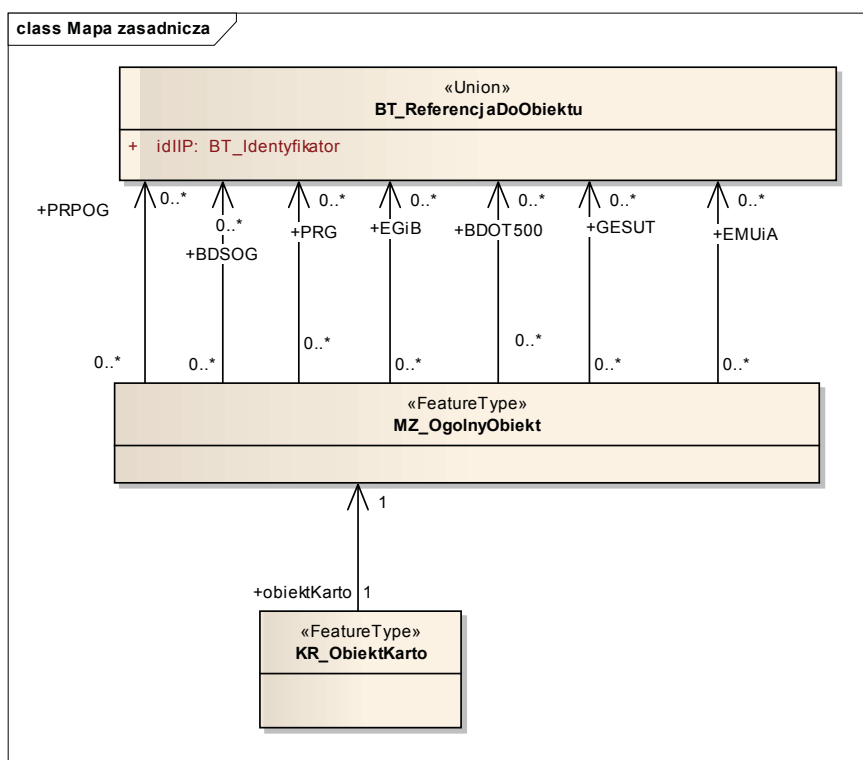 class Mapa zasadnicza
«Union»
BT_ReferencjaDoObiektu
+ idIIP: BT_Identyfikator
+PRPOG
0..*
0..*
+BDSOG
0..*
+PRG
0..*
+EGiB
0..*
+BDOT500
0..*
+GESUT
0..*
+EMUiA
0..*
0..*
0..*
0..*
0..*
0..*
0..*
«FeatureType»
MZ_OgolnyObiekt
1
+obiektKarto
1
«FeatureType»
KR_ObiektKarto